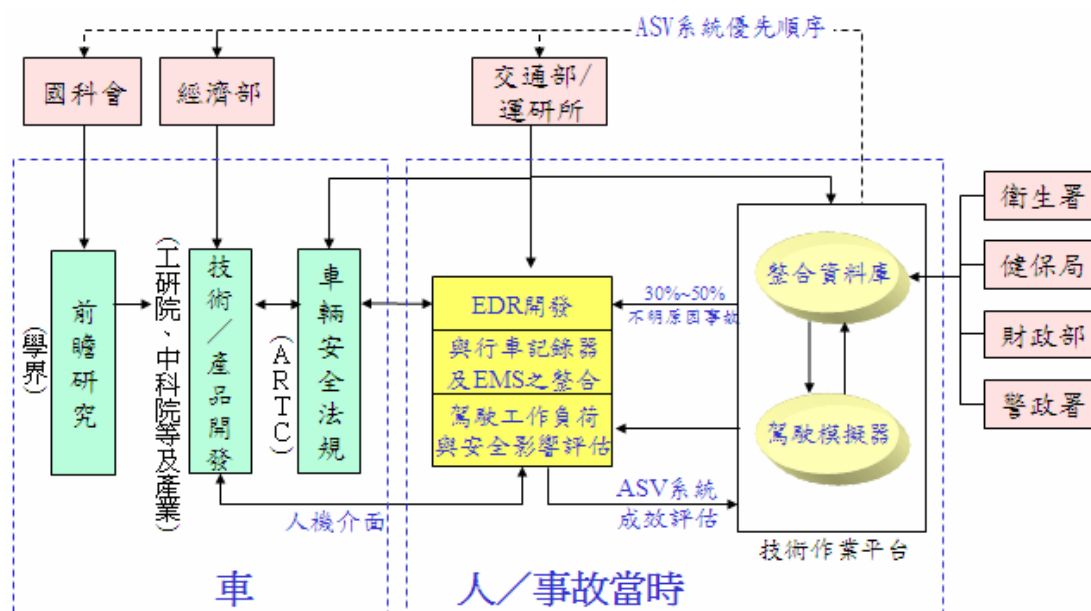 ASV系統優先順序
國科會
經濟部
交通部/
運研所
衛生署
健保局
財政部
警政署
(學界)
前瞻研究
(工研院、中科院等及產業)
技術／產品開發
(ARTC)
車輛安全法規
EDR開發
與行車記錄器
及EMS之整合
駕駛工作負荷
與安全影響評估
30%~50%
不明原因事故
整合資料庫
駕駛模擬器
ASV系統
成效評估
技術作業平台
人機介面
車
人／事故當時